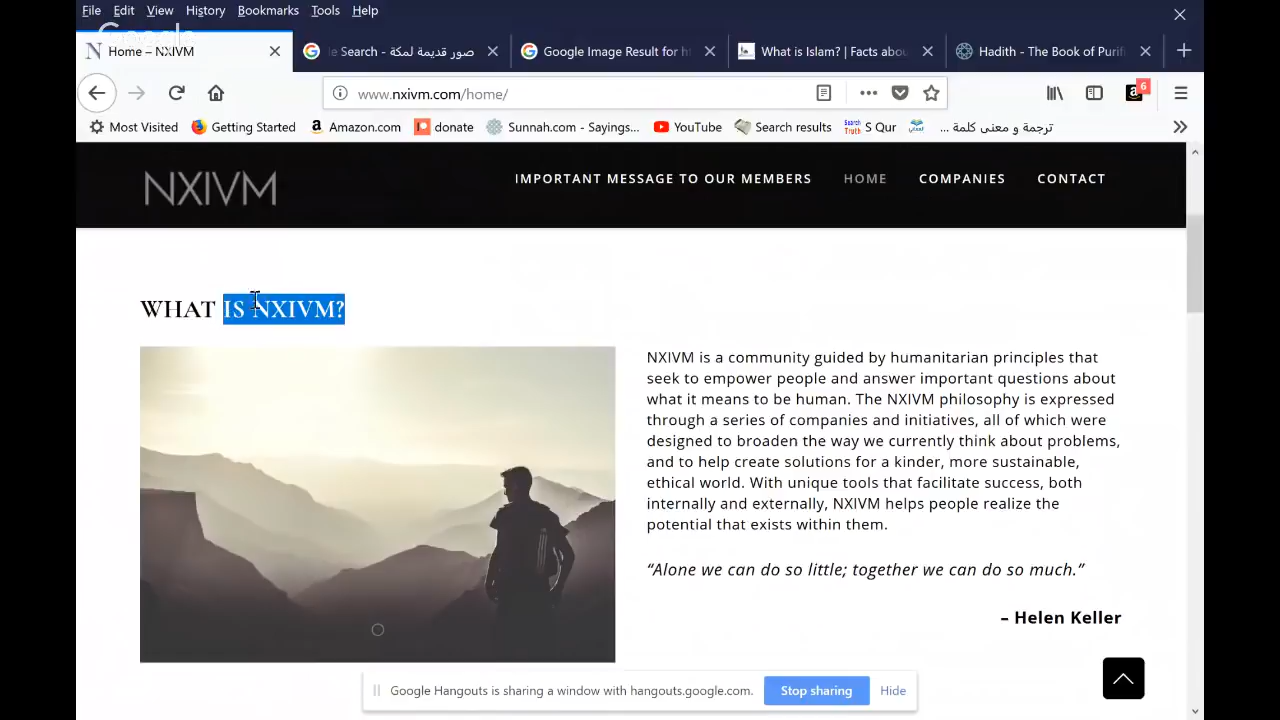 File Edit View History Bookmarks Tools Help
Google
N Home – NXIVM
G le Search - صور قديمة لمكة
G Google Image Result for h
What is Islam? | Facts abou
Hadith - The Book of Purif
www.nxivm.com/home/
6
Most Visited Getting Started Amazon.com donate Sunnah.com - Sayings... YouTube Search results Search Truth S Qur ترجمة و معنى كلمة ...
NXIVM
IMPORTANT MESSAGE TO OUR MEMBERS HOME COMPANIES CONTACT
WHAT IS NXIVM?
NXIVM is a community guided by humanitarian principles that
seek to empower people and answer important questions about
what it means to be human. The NXIVM philosophy is expressed
through a series of companies and initiatives, all of which were
designed to broaden the way we currently think about problems,
and to help create solutions for a kinder, more sustainable,
ethical world. With unique tools that facilitate success, both
internally and externally, NXIVM helps people realize the
potential that exists within them.
“Alone we can do so little; together we can do so much.”
– Helen Keller
Google Hangouts is sharing a window with hangouts.google.com. Stop sharing Hide